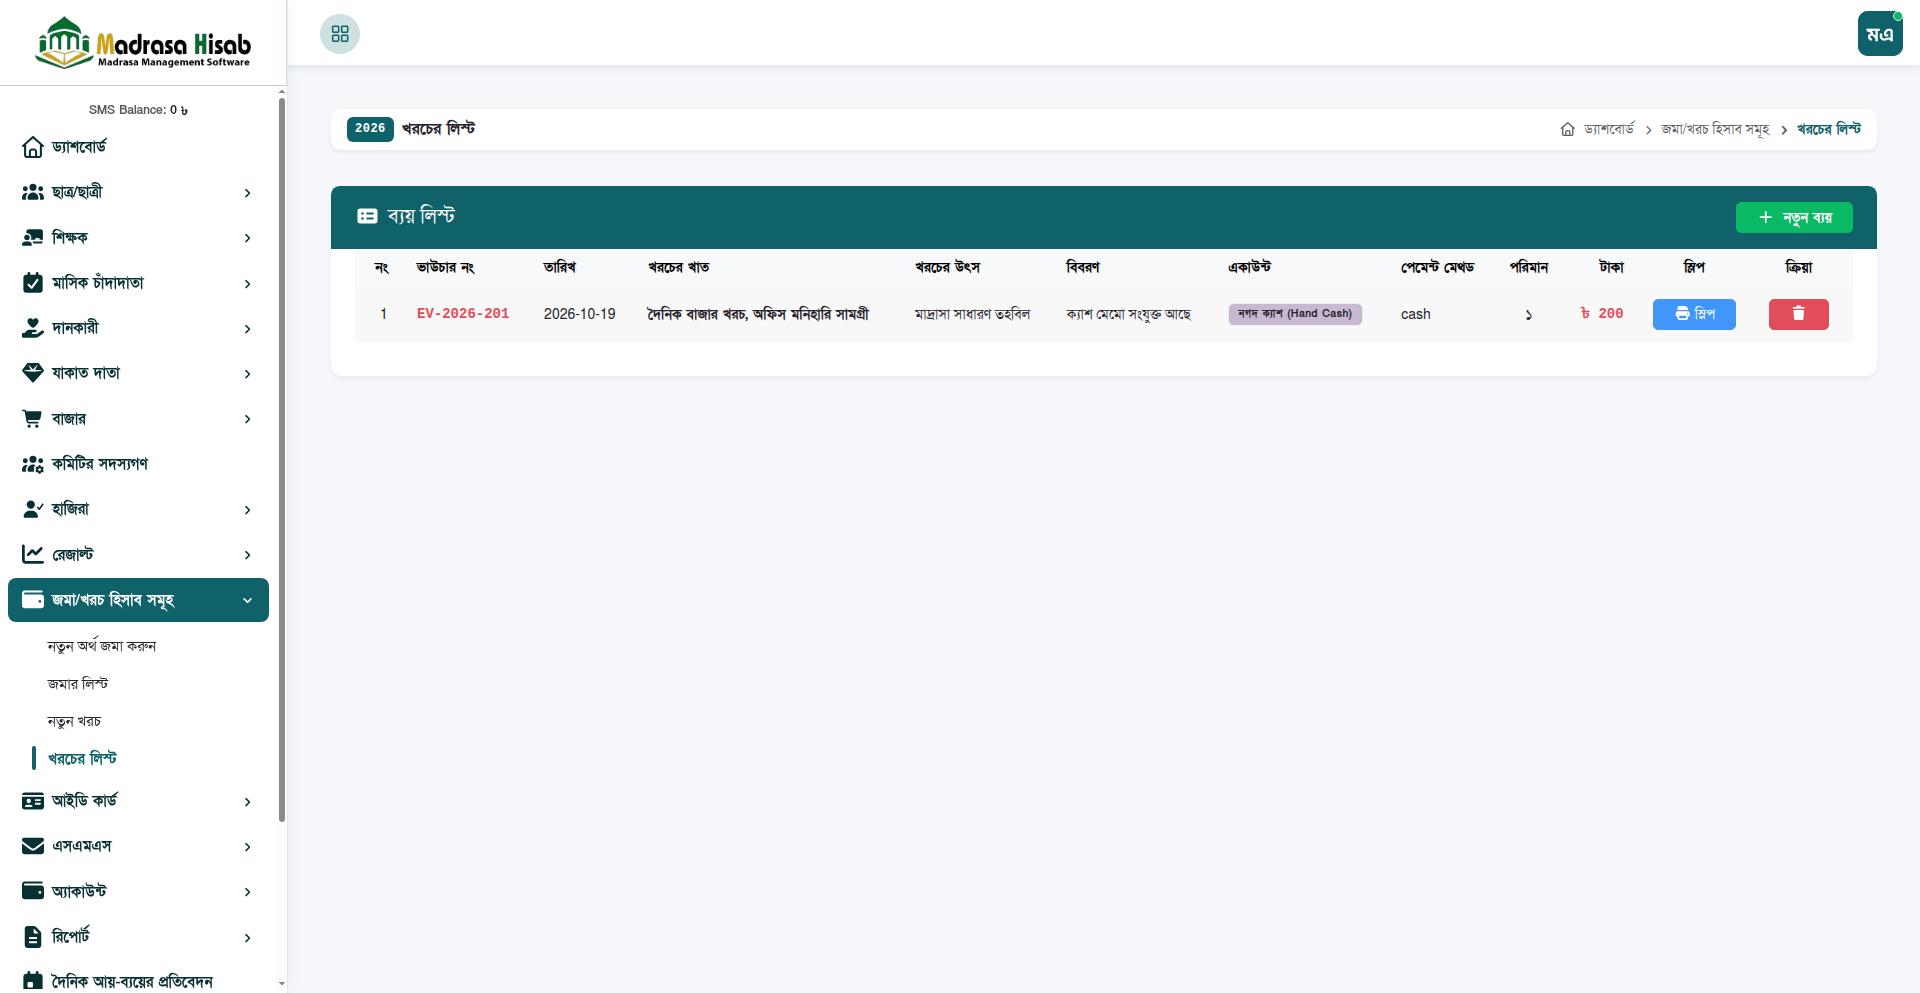 Madrasa Hisab
Madrasa Management Software
মএ
SMS Balance: 0 ৳
ড্যাশবোর্ড
ছাত্র/ছাত্রী
শিক্ষক
মাসিক চাঁদাদাতা
দানকারী
যাকাত দাতা
বাজার
কমিটির সদস্যগণ
হাজিরা
রেজাল্ট
জমা/খরচ হিসাব সমূহ
নতুন অর্থ জমা করুন
জমার লিস্ট
নতুন খরচ
খরচের লিস্ট
আইডি কার্ড
এসএমএস
অ্যাকাউন্ট
রিপোর্ট
দৈনিক আয়-ব্যয়ের প্রতিবেদন
2026 খরচের লিস্ট
ড্যাশবোর্ড > জমা/খরচ হিসাব সমূহ > খরচের লিস্ট
ব্যয় লিস্ট
+ নতুন ব্যয়
নং ভাউচার নং তারিখ খরচের খাত খরচের উৎস বিবরণ একাউন্ট পেমেন্ট মেথড পরিমান টাকা স্লিপ ক্রিয়া
1 EV-2026-201 2026-10-19 দৈনিক বাজার খরচ, অফিস মনিহারি সামগ্রী মাদ্রাসা সাধারণ তহবিল ক্যাশ মেমো সংযুক্ত আছে নগদ ক্যাশ (Hand Cash) cash ১ ৳ 200 স্লিপ